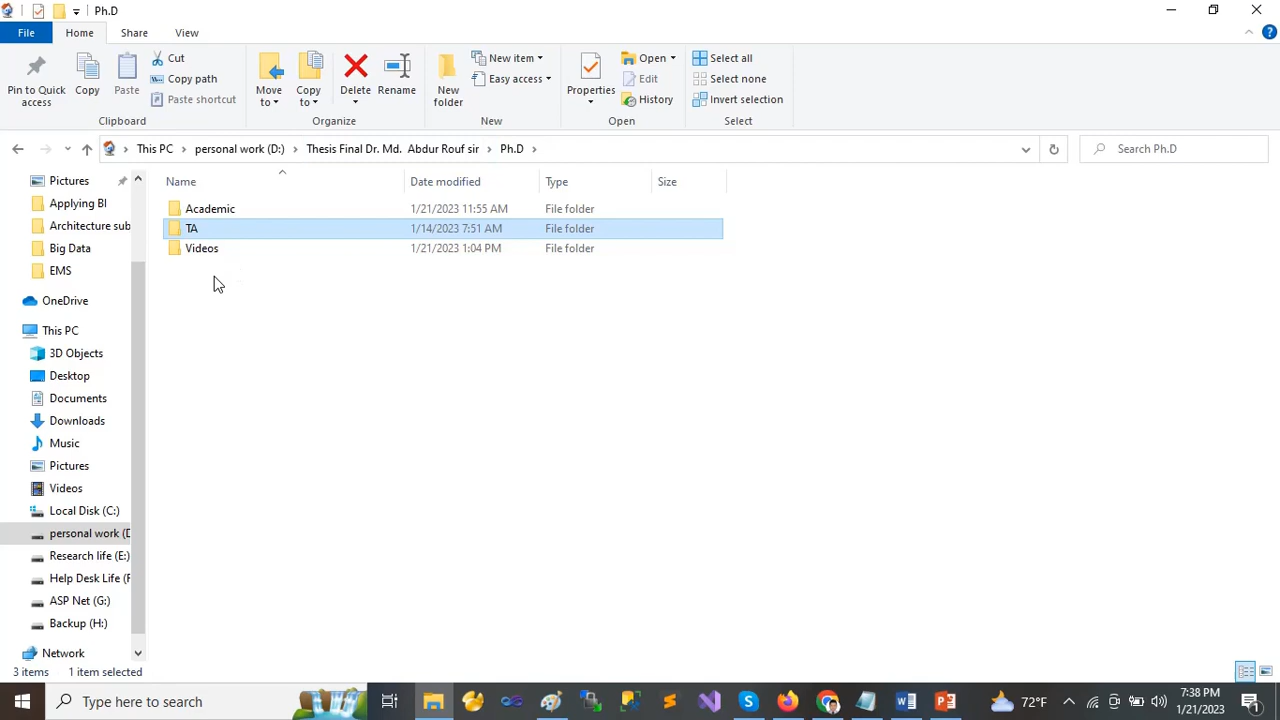 Ph.D
File Home Share View
Pin to Quick access
Copy
Paste
Cut
Copy path
Paste shortcut
Move to
Copy to
Delete
Rename
New folder
New item
Easy access
Properties
Open
Edit
History
Select all
Select none
Invert selection
Clipboard Organize New Open Select
This PC personal work (D:) Thesis Final Dr. Md. Abdur Rouf sir Ph.D
Search Ph.D
Name Date modified Type Size
Academic 1/21/2023 11:55 AM File folder
TA 1/14/2023 7:51 AM File folder
Videos 1/21/2023 1:04 PM File folder
Pictures
Applying BI
Architecture sub
Big Data
EMS
OneDrive
This PC
3D Objects
Desktop
Documents
Downloads
Music
Pictures
Videos
Local Disk (C:)
personal work (D
Research life (E:)
Help Desk Life (F
ASP Net (G:)
Backup (H:)
Network
3 items 1 item selected
Type here to search
72°F
7:38 PM
1/21/2023
1